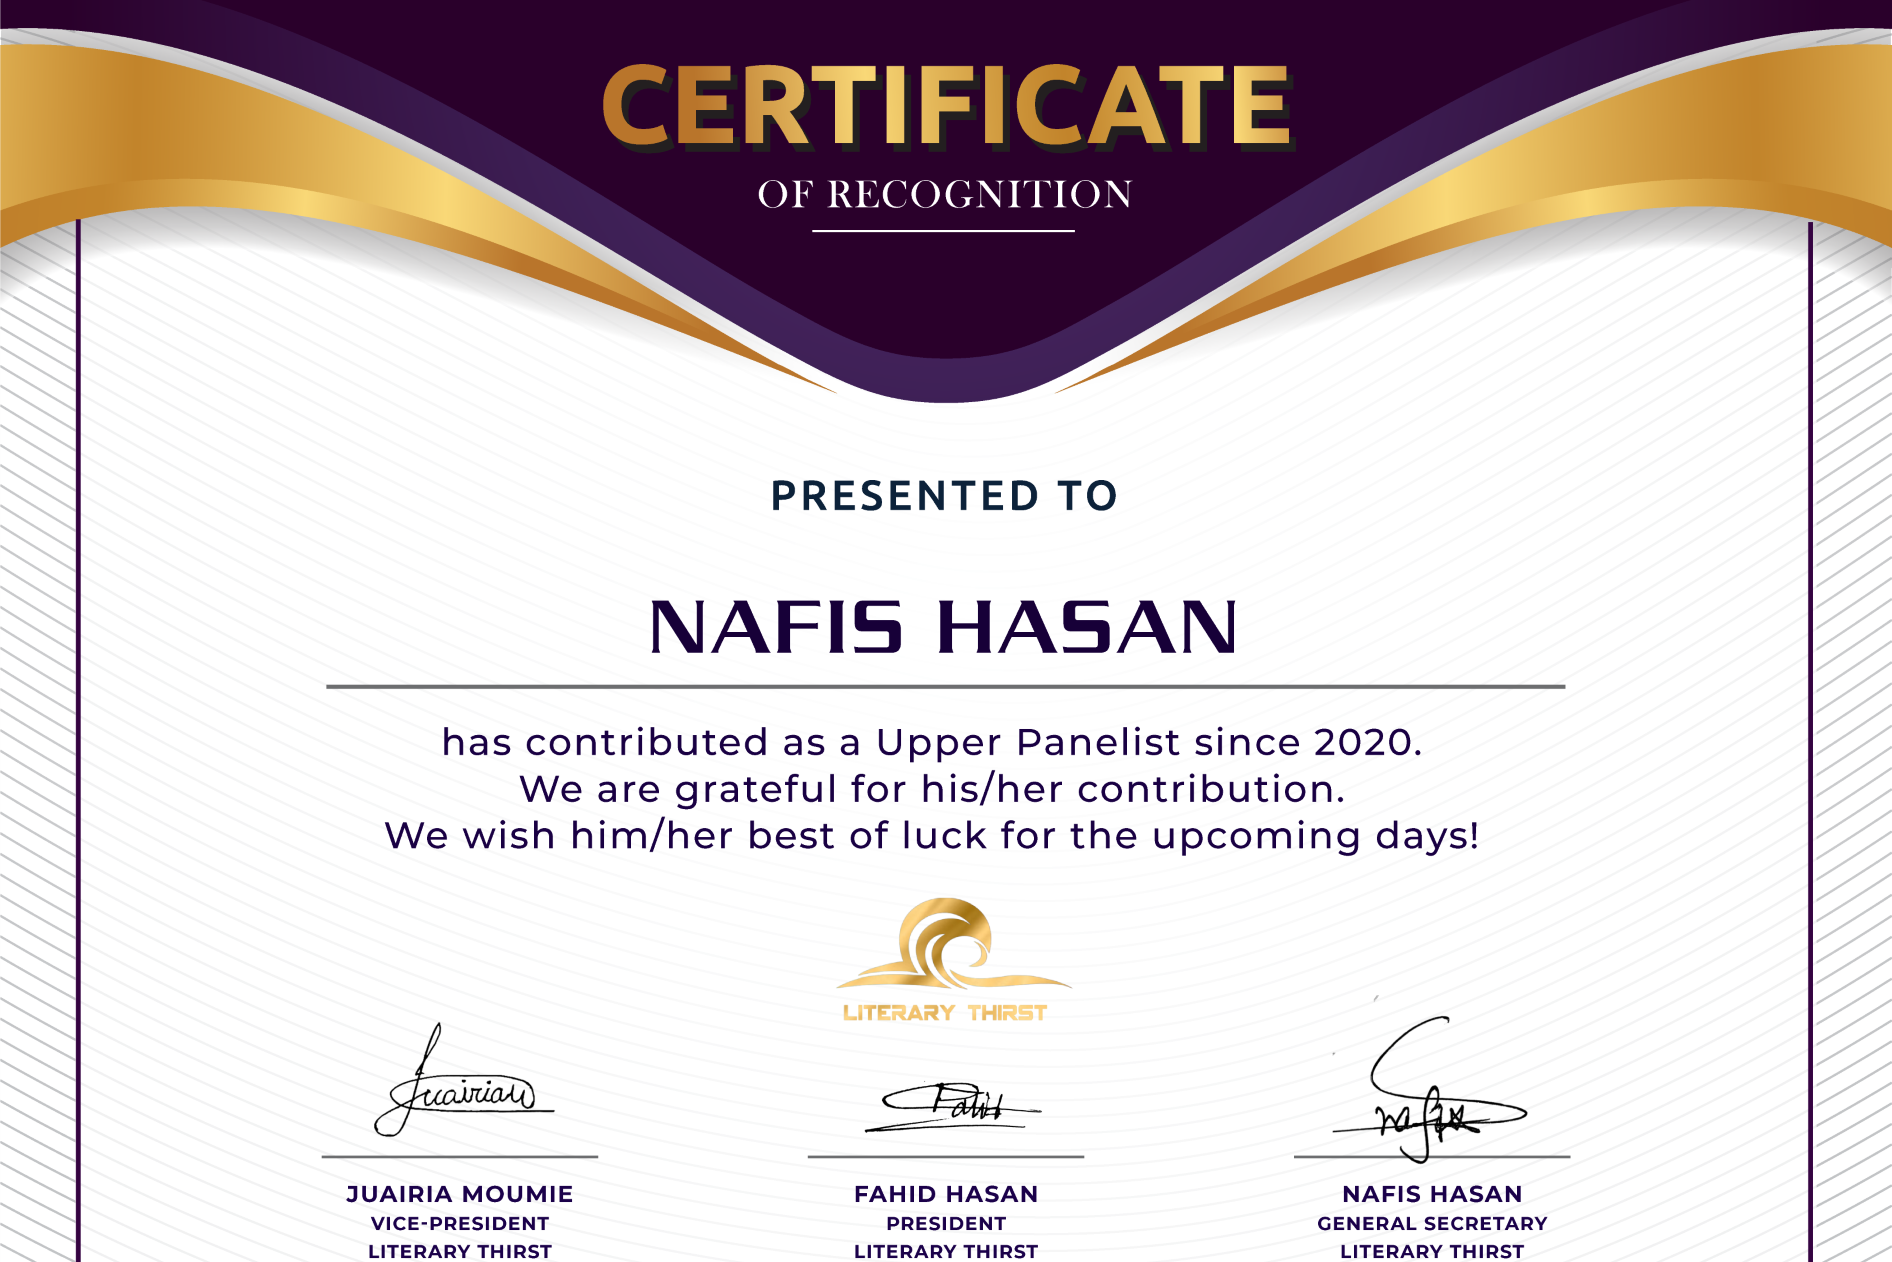 CERTIFICATE
OF RECOGNITION
PRESENTED TO
NAFIS HASAN
has contributed as a Upper Panelist since 2020.
We are grateful for his/her contribution.
We wish him/her best of luck for the upcoming days!
LITERARY THIRST
Juairiah
Fahid
Nafis
JUAIRIA MOUMIE
VICE-PRESIDENT
LITERARY THIRST
FAHID HASAN
PRESIDENT
LITERARY THIRST
NAFIS HASAN
GENERAL SECRETARY
LITERARY THIRST